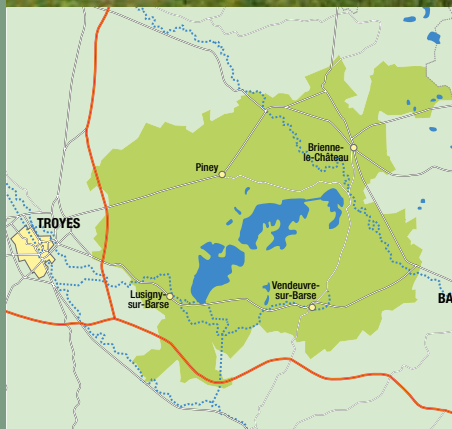 Brienne-
le-Château
Piney
TROYES
Lusigny-
sur-Barse
Vendeuvre-
sur-Barse
BA